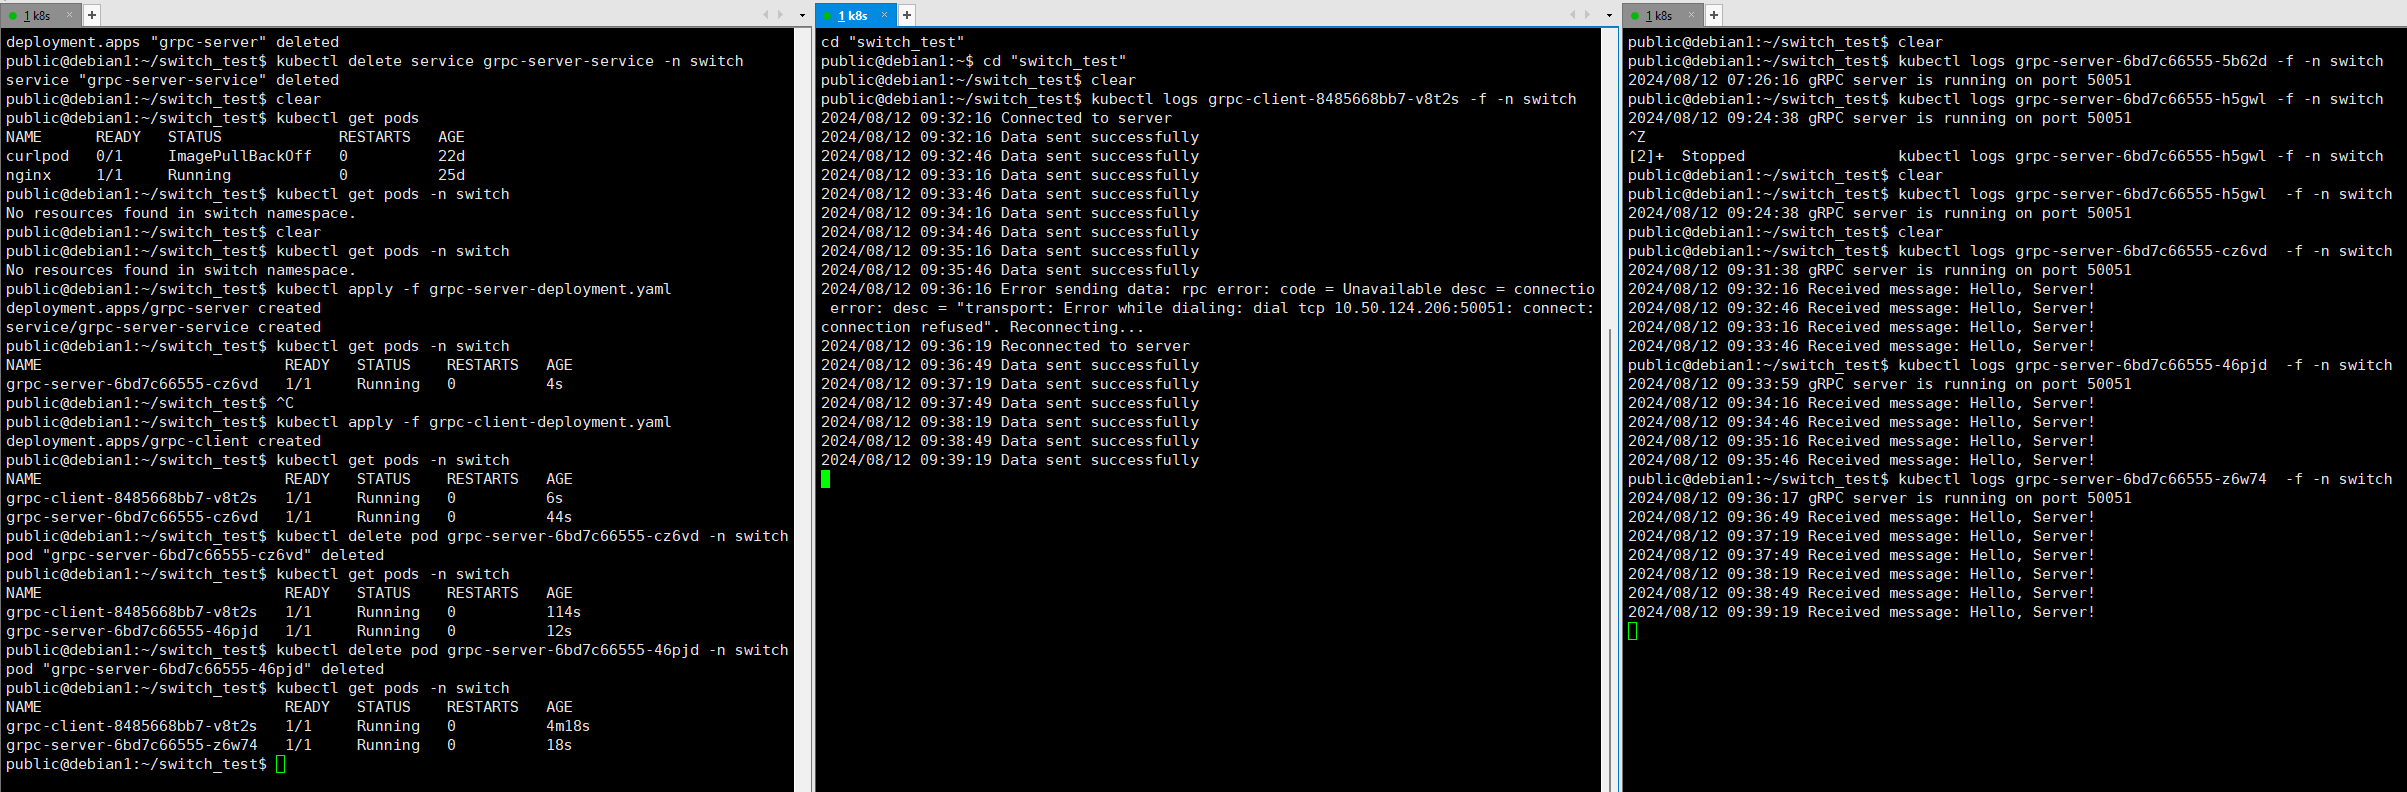 1 k8s × +
deployment.apps "grpc-server" deleted
public@debian1:~/switch_test$ kubectl delete service grpc-server-service -n switch
service "grpc-server-service" deleted
public@debian1:~/switch_test$ clear
public@debian1:~/switch_test$ kubectl get pods
NAME      READY   STATUS             RESTARTS   AGE
curlpod   0/1     ImagePullBackOff   0          22d
nginx     1/1     Running            0          25d
public@debian1:~/switch_test$ kubectl get pods -n switch
No resources found in switch namespace.
public@debian1:~/switch_test$ clear
public@debian1:~/switch_test$ kubectl get pods -n switch
No resources found in switch namespace.
public@debian1:~/switch_test$ kubectl apply -f grpc-server-deployment.yaml
deployment.apps/grpc-server created
service/grpc-server-service created
public@debian1:~/switch_test$ kubectl get pods -n switch
NAME                           READY   STATUS    RESTARTS   AGE
grpc-server-6bd7c66555-cz6vd   1/1     Running   0          4s
public@debian1:~/switch_test$ ^C
public@debian1:~/switch_test$ kubectl apply -f grpc-client-deployment.yaml
deployment.apps/grpc-client created
public@debian1:~/switch_test$ kubectl get pods -n switch
NAME                           READY   STATUS    RESTARTS   AGE
grpc-client-8485668bb7-v8t2s   1/1     Running   0          6s
grpc-server-6bd7c66555-cz6vd   1/1     Running   0          44s
public@debian1:~/switch_test$ kubectl delete pod grpc-server-6bd7c66555-cz6vd -n switch
pod "grpc-server-6bd7c66555-cz6vd" deleted
public@debian1:~/switch_test$ kubectl get pods -n switch
NAME                           READY   STATUS    RESTARTS   AGE
grpc-client-8485668bb7-v8t2s   1/1     Running   0          114s
grpc-server-6bd7c66555-46pjd   1/1     Running   0          12s
public@debian1:~/switch_test$ kubectl delete pod grpc-server-6bd7c66555-46pjd -n switch
pod "grpc-server-6bd7c66555-46pjd" deleted
public@debian1:~/switch_test$ kubectl get pods -n switch
NAME                           READY   STATUS    RESTARTS   AGE
grpc-client-8485668bb7-v8t2s   1/1     Running   0          4m18s
grpc-server-6bd7c66555-z6w74   1/1     Running   0          18s
public@debian1:~/switch_test$
1 k8s × +
cd "switch_test"
public@debian1:~$ cd "switch_test"
public@debian1:~/switch_test$ clear
public@debian1:~/switch_test$ kubectl logs grpc-client-8485668bb7-v8t2s -f -n switch
2024/08/12 09:32:16 Connected to server
2024/08/12 09:32:16 Data sent successfully
2024/08/12 09:32:46 Data sent successfully
2024/08/12 09:33:16 Data sent successfully
2024/08/12 09:33:46 Data sent successfully
2024/08/12 09:34:16 Data sent successfully
2024/08/12 09:34:46 Data sent successfully
2024/08/12 09:35:16 Data sent successfully
2024/08/12 09:35:46 Data sent successfully
2024/08/12 09:36:16 Error sending data: rpc error: code = Unavailable desc = connectio
 error: desc = "transport: Error while dialing: dial tcp 10.50.124.206:50051: connect:
connection refused". Reconnecting...
2024/08/12 09:36:19 Reconnected to server
2024/08/12 09:36:49 Data sent successfully
2024/08/12 09:37:19 Data sent successfully
2024/08/12 09:37:49 Data sent successfully
2024/08/12 09:38:19 Data sent successfully
2024/08/12 09:38:49 Data sent successfully
2024/08/12 09:39:19 Data sent successfully
1 k8s × +
public@debian1:~/switch_test$ clear
public@debian1:~/switch_test$ kubectl logs grpc-server-6bd7c66555-5b62d -f -n switch
2024/08/12 07:26:16 gRPC server is running on port 50051
public@debian1:~/switch_test$ kubectl logs grpc-server-6bd7c66555-h5gwl -f -n switch
2024/08/12 09:24:38 gRPC server is running on port 50051
^Z
[2]+  Stopped                 kubectl logs grpc-server-6bd7c66555-h5gwl -f -n switch
public@debian1:~/switch_test$ clear
public@debian1:~/switch_test$ kubectl logs grpc-server-6bd7c66555-h5gwl  -f -n switch
2024/08/12 09:24:38 gRPC server is running on port 50051
public@debian1:~/switch_test$ clear
public@debian1:~/switch_test$ kubectl logs grpc-server-6bd7c66555-cz6vd  -f -n switch
2024/08/12 09:31:38 gRPC server is running on port 50051
2024/08/12 09:32:16 Received message: Hello, Server!
2024/08/12 09:32:46 Received message: Hello, Server!
2024/08/12 09:33:16 Received message: Hello, Server!
2024/08/12 09:33:46 Received message: Hello, Server!
public@debian1:~/switch_test$ kubectl logs grpc-server-6bd7c66555-46pjd  -f -n switch
2024/08/12 09:33:59 gRPC server is running on port 50051
2024/08/12 09:34:16 Received message: Hello, Server!
2024/08/12 09:34:46 Received message: Hello, Server!
2024/08/12 09:35:16 Received message: Hello, Server!
2024/08/12 09:35:46 Received message: Hello, Server!
public@debian1:~/switch_test$ kubectl logs grpc-server-6bd7c66555-z6w74  -f -n switch
2024/08/12 09:36:17 gRPC server is running on port 50051
2024/08/12 09:36:49 Received message: Hello, Server!
2024/08/12 09:37:19 Received message: Hello, Server!
2024/08/12 09:37:49 Received message: Hello, Server!
2024/08/12 09:38:19 Received message: Hello, Server!
2024/08/12 09:38:49 Received message: Hello, Server!
2024/08/12 09:39:19 Received message: Hello, Server!